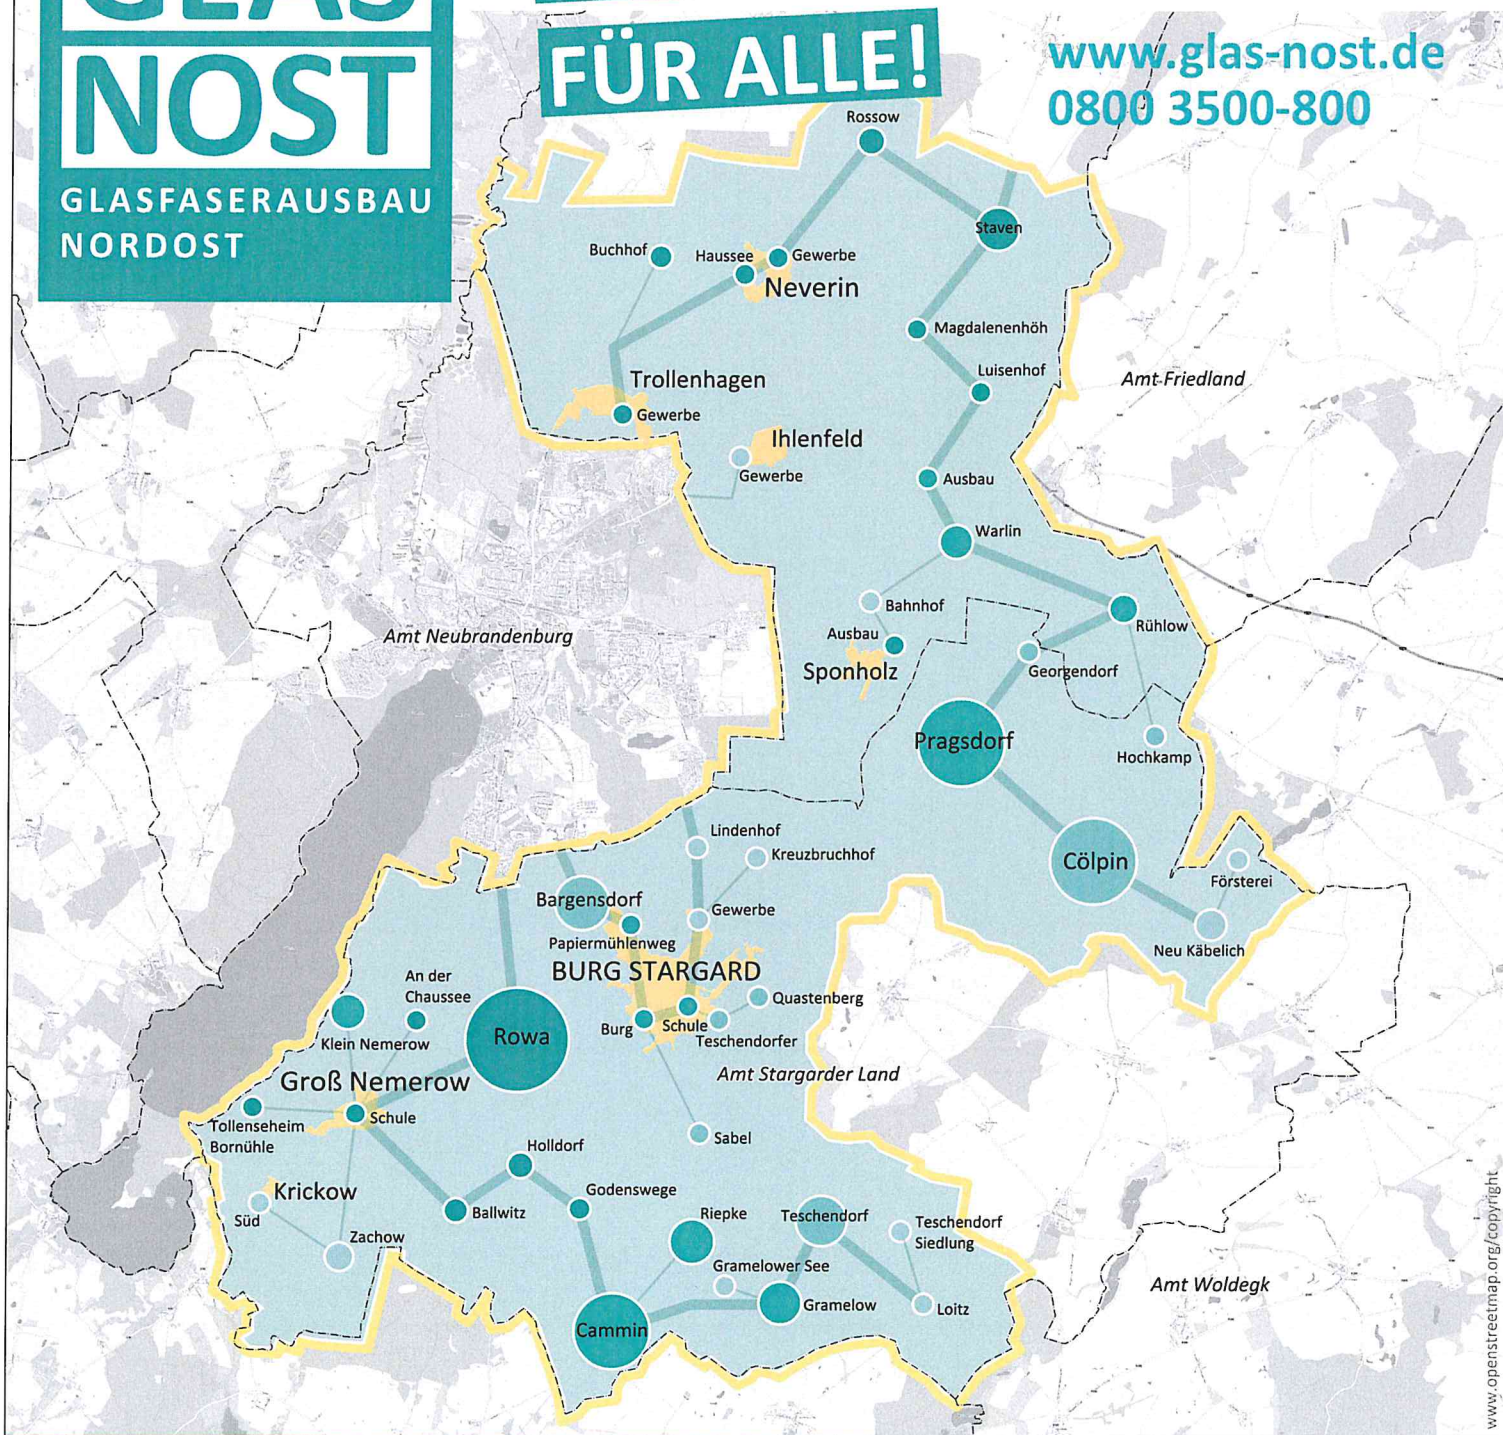 GLAS
NOST
GLASFASERAUSBAU
NORDOST
FÜR ALLE!
www.glas-nost.de
0800 3500-800
Rossow
Staven
Buchhof
Haussee
Gewerbe
Neverin
Magdalenenhöh
Luisenhof
Amt Friedland
Trollenhagen
Gewerbe
Ihlenfeld
Gewerbe
Ausbau
Warlin
Bahnhof
Ausbau
Sponholz
Rühlow
Georgendorf
Amt Neubrandenburg
Pragsdorf
Hochkamp
Lindenhof
Kreuzbruchhof
Cölpin
Försterei
Bargensdorf
Gewerbe
Papiermühlenweg
Neu Käbelich
BURG STARGARD
An der
Chaussee
Quastenberg
Klein Nemerow
Rowa
Burg
Schule
Teschendorfer
Groß Nemerow
Amt Stargarder Land
Schule
Tollenseheim
Bornühle
Sabel
Holldorf
Krickow
Süd
Godenswege
Ballwitz
Riepke
Teschendorf
Teschendorf
Siedlung
Zachow
Gramelower See
Amt Woldegk
Gramelow
Loitz
Cammin
www.openstreetmap.org/copyright